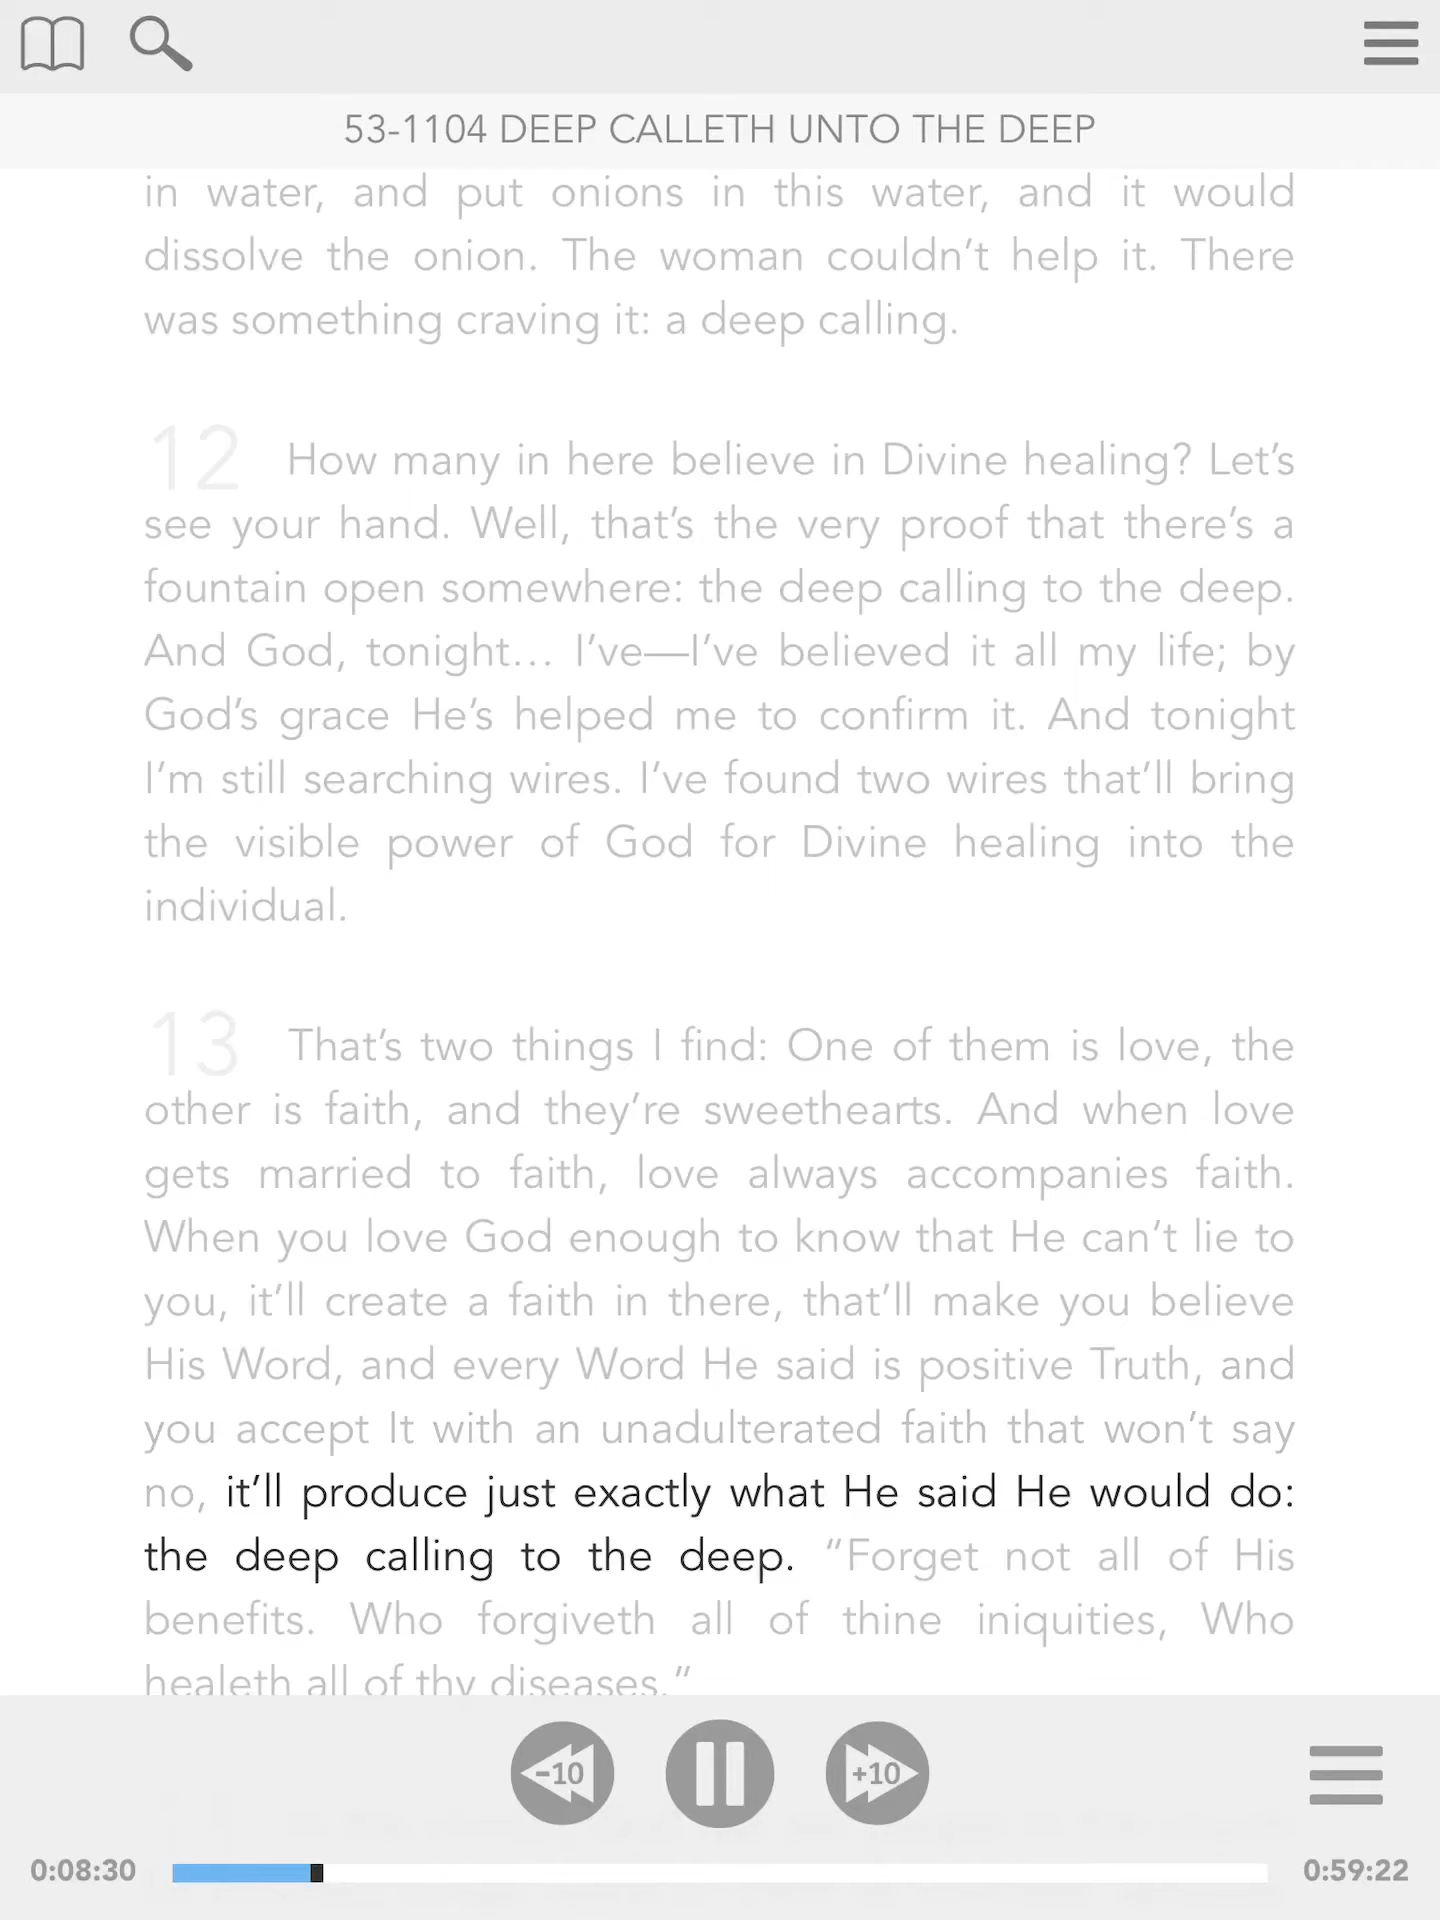 53-1104 DEEP CALLETH UNTO THE DEEP
in water, and put onions in this water, and it would
dissolve the onion. The woman couldn’t help it. There
was something craving it: a deep calling.
12 How many in here believe in Divine healing? Let’s
see your hand. Well, that’s the very proof that there’s a
fountain open somewhere: the deep calling to the deep.
And God, tonight… I’ve—I’ve believed it all my life; by
God’s grace He’s helped me to confirm it. And tonight
I’m still searching wires. I’ve found two wires that’ll bring
the visible power of God for Divine healing into the
individual.
13 That’s two things I find: One of them is love, the
other is faith, and they’re sweethearts. And when love
gets married to faith, love always accompanies faith.
When you love God enough to know that He can’t lie to
you, it’ll create a faith in there, that’ll make you believe
His Word, and every Word He said is positive Truth, and
you accept It with an unadulterated faith that won’t say
no, it’ll produce just exactly what He said He would do:
the deep calling to the deep. “Forget not all of His
benefits. Who forgiveth all of thine iniquities, Who
healeth all of thy diseases.”
-10 +10
0:08:30 0:59:22